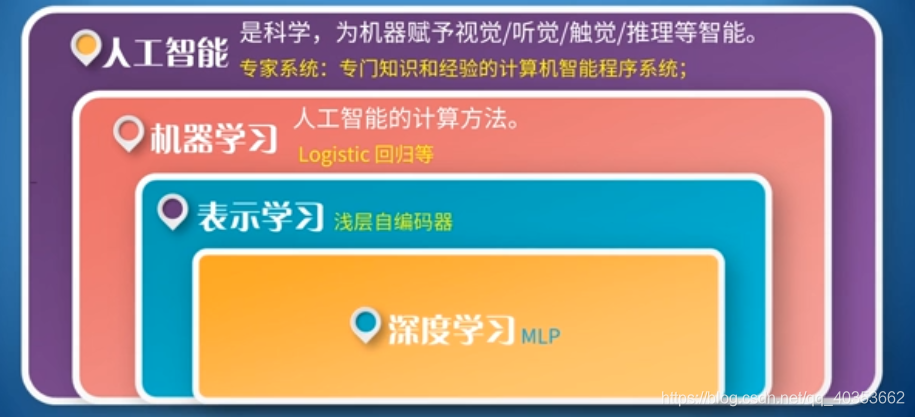 人工智能
是科学，为机器赋予视觉/听觉/触觉/推理等智能。
专家系统：专门知识和经验的计算机智能程序系统；
机器学习
人工智能的计算方法。
Logistic 回归等
表示学习 浅层自编码器
深度学习 MLP
https://blog.csdn.net/qq_40353662